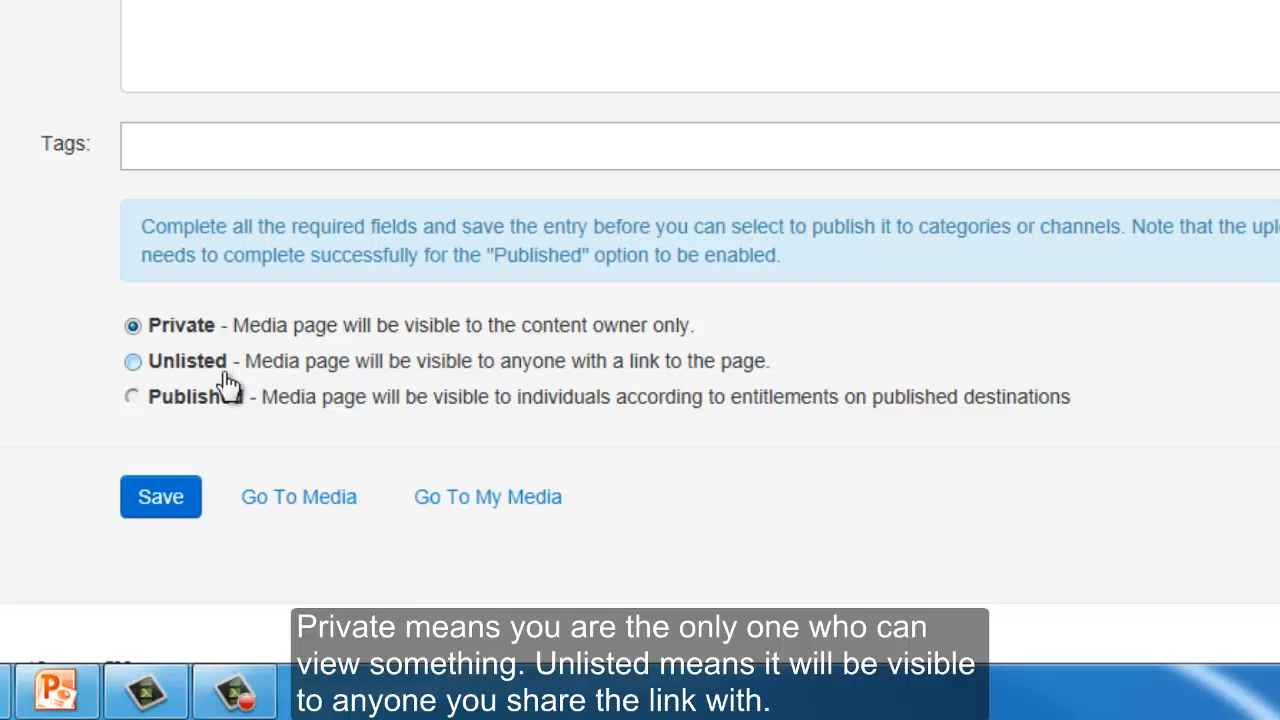 Tags:
Complete all the required fields and save the entry before you can select to publish it to categories or channels. Note that the
needs to complete successfully for the "Published" option to be enabled.
Private - Media page will be visible to the content owner only.
Unlisted - Media page will be visible to anyone with a link to the page.
Published - Media page will be visible to individuals according to entitlements on published destinations
Save Go To Media Go To My Media
Private means you are the only one who can
view something. Unlisted means it will be visible
to anyone you share the link with.